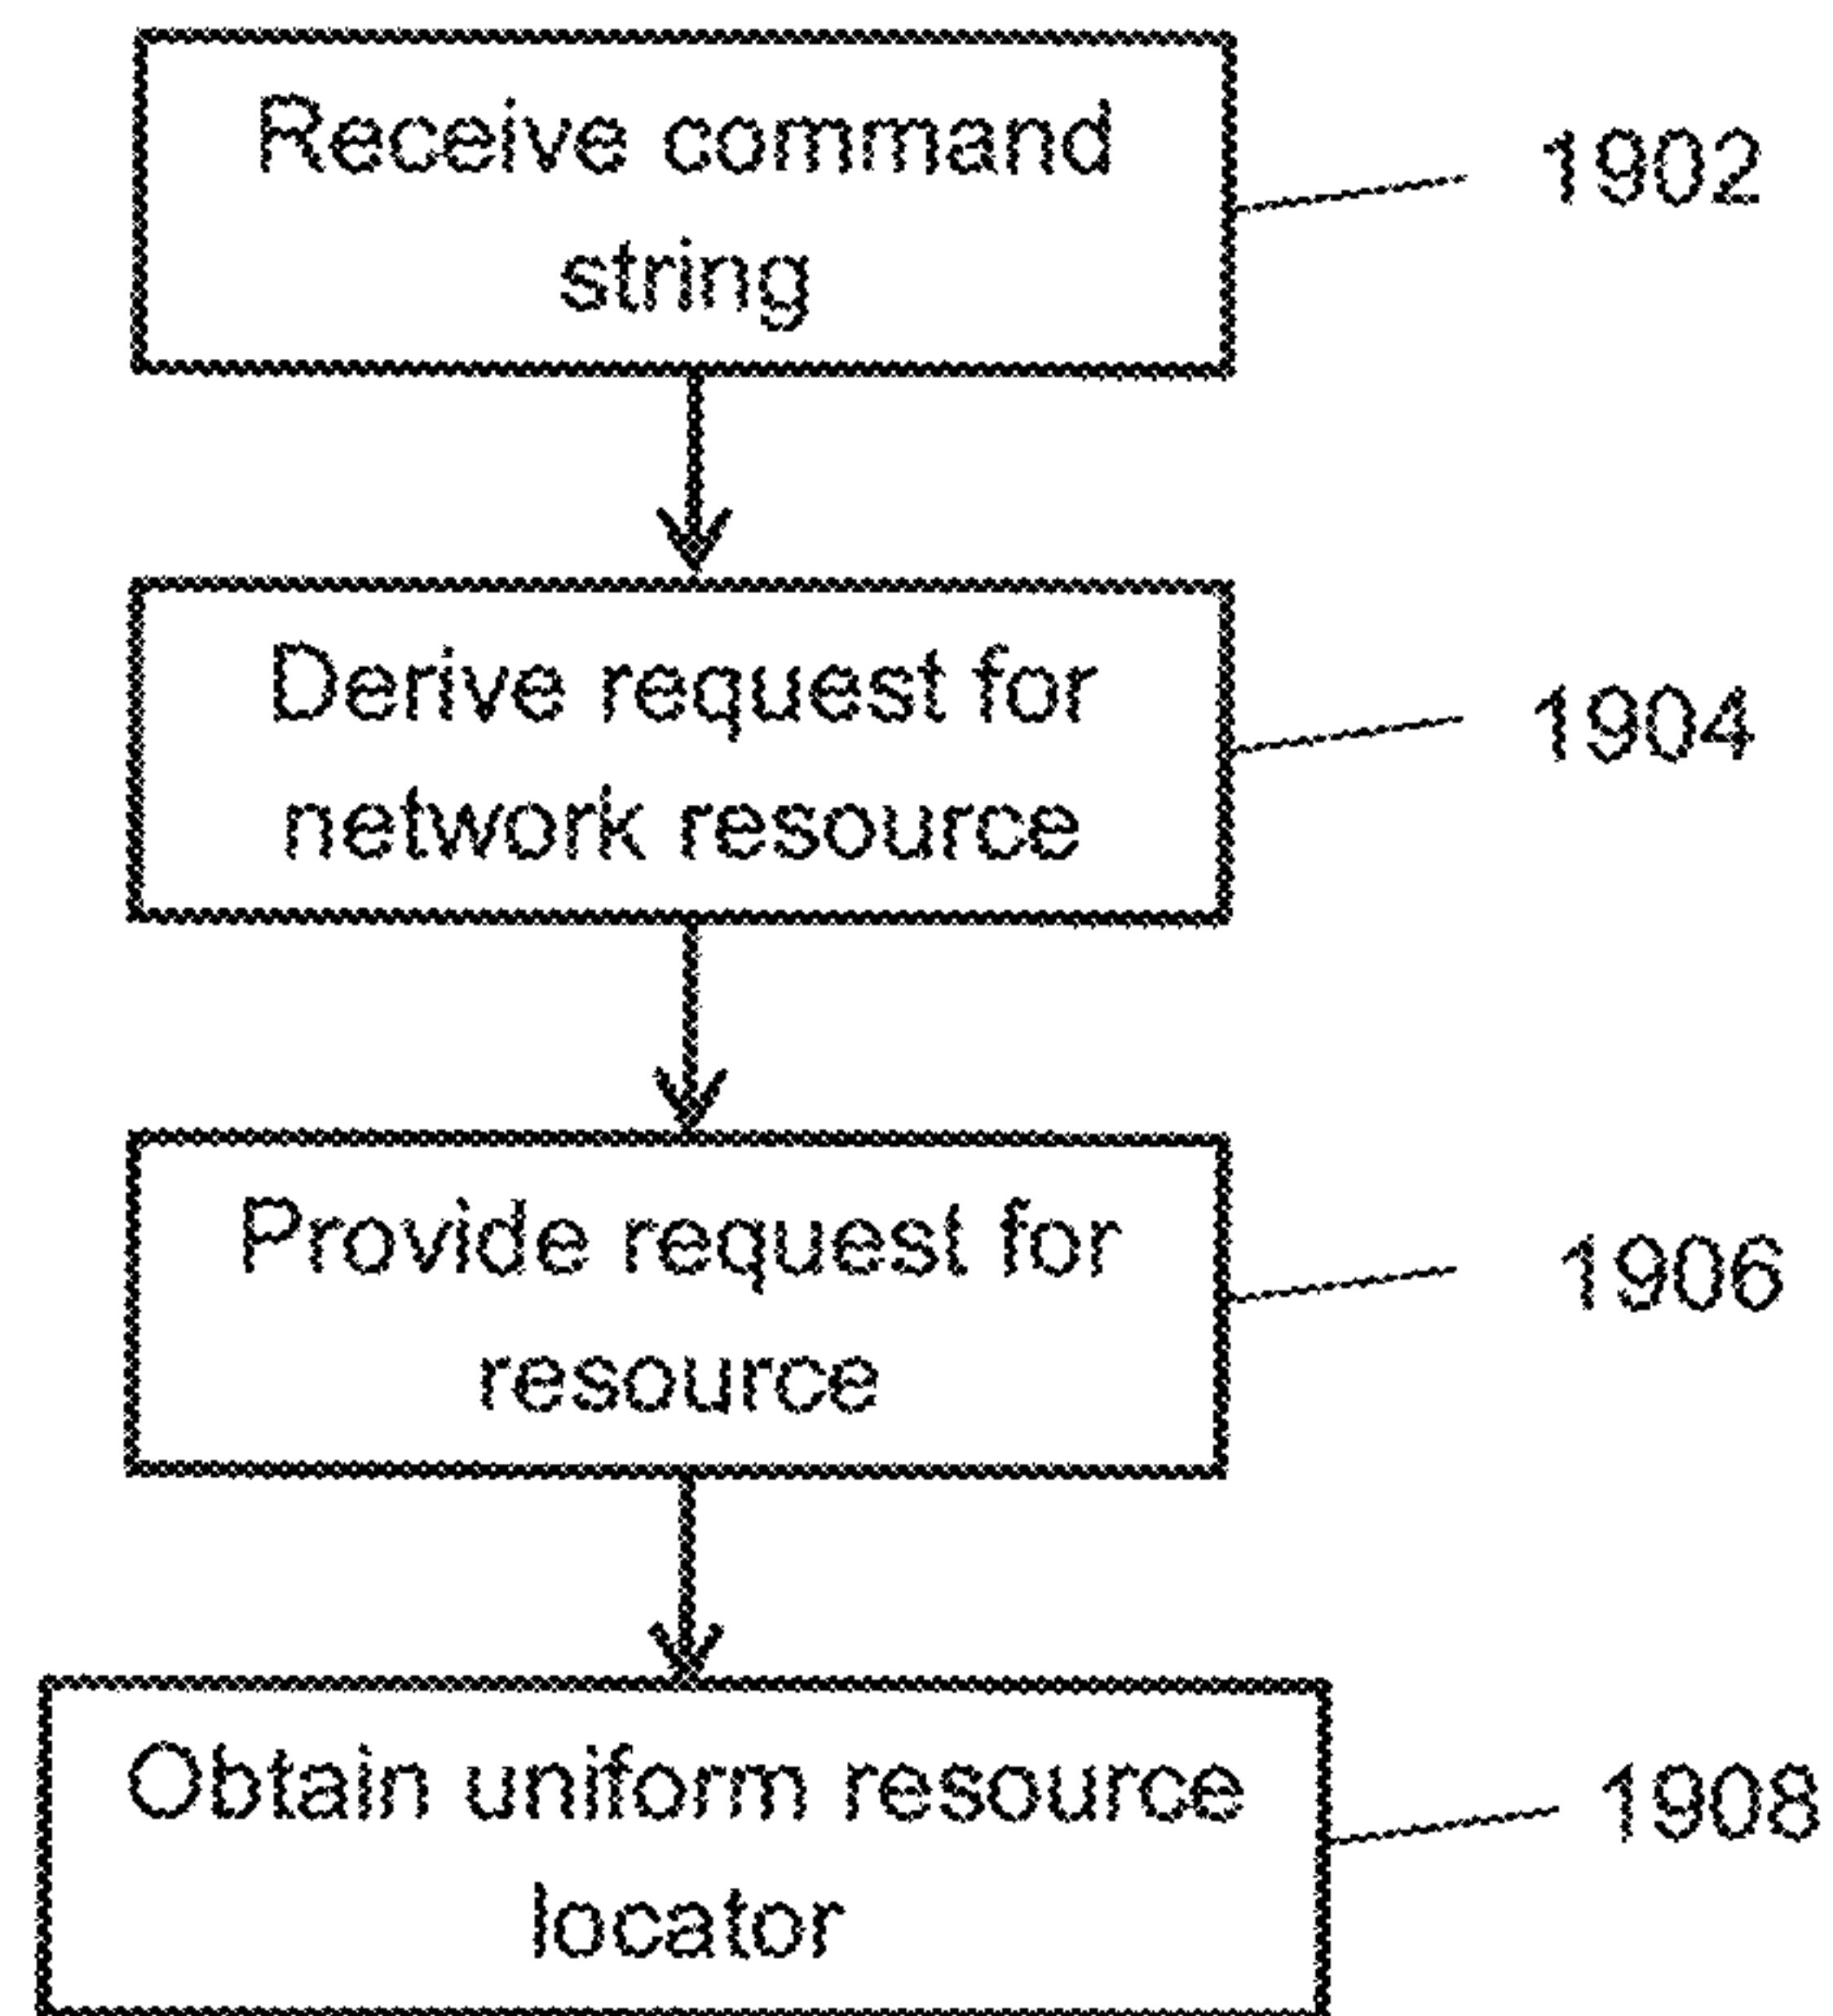 Receive command
string
1902
Derive request for
network resource
1904
Provide request for
resource
1906
Obtain uniform resource
locator
1908